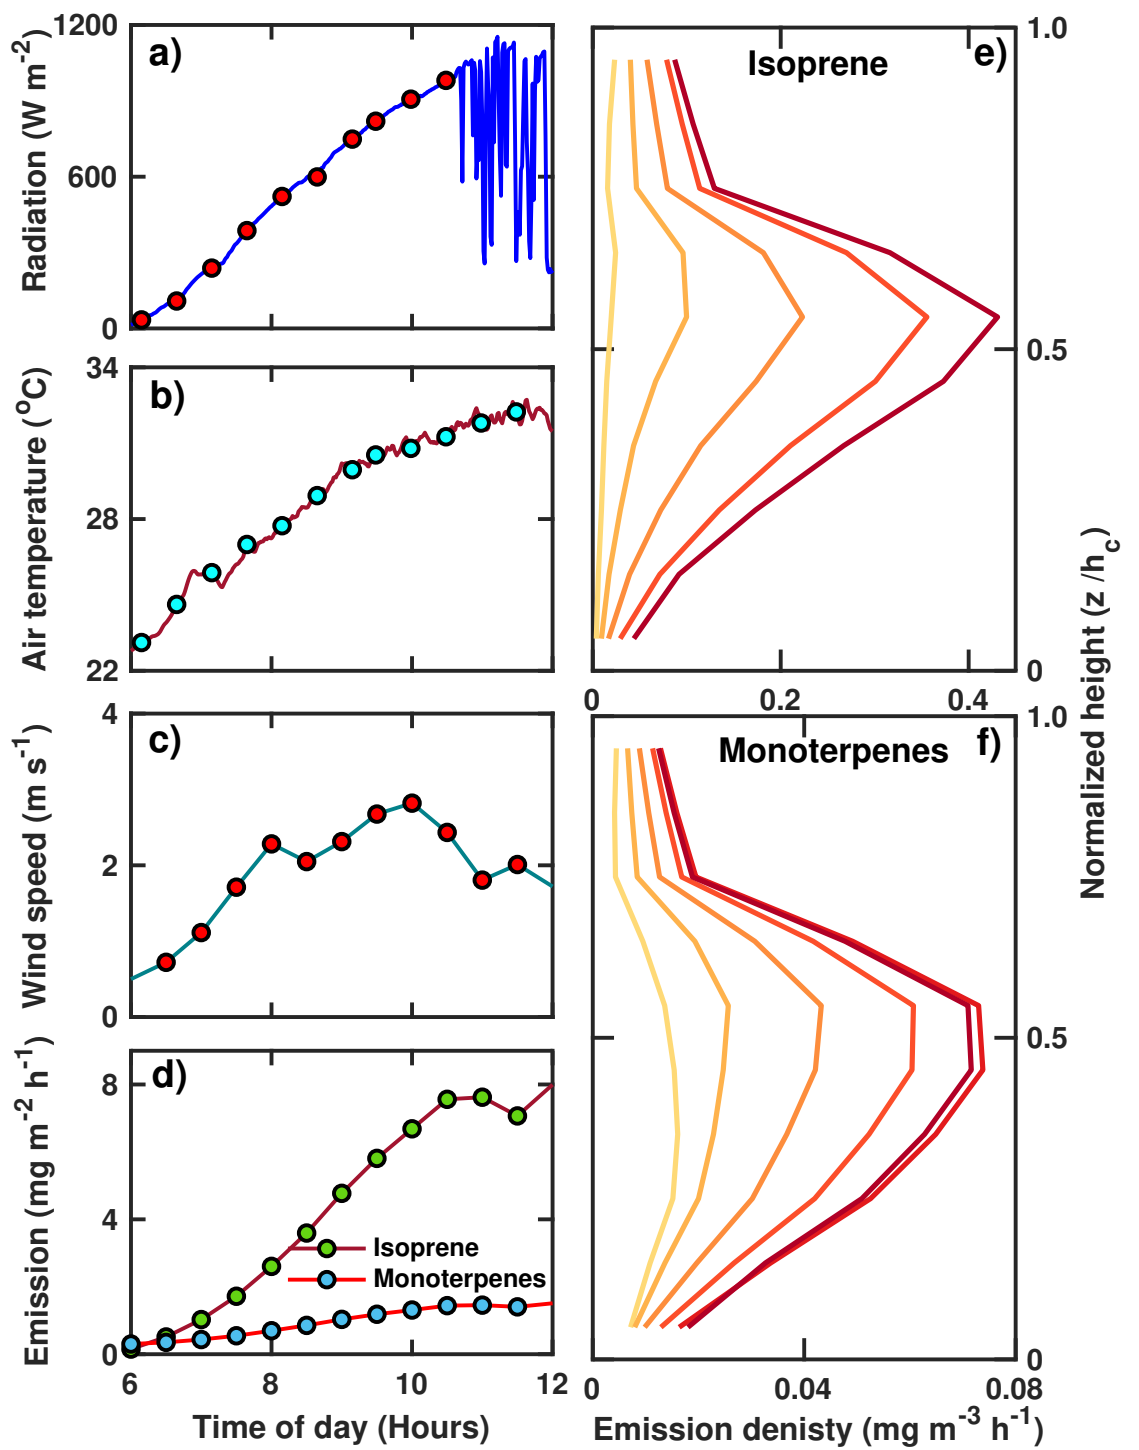 a)
Radiation (W m⁻²)
1200
600
0
b)
Air temperature (°C)
34
28
22
c)
Wind speed (m s⁻¹)
4
2
0
d)
Emission (mg m⁻² h⁻¹)
8
4
0
Isoprene
Monoterpenes
6 8 10 12
Time of day (Hours)
Isoprene e)
1.0
0.5
0
0 0.2 0.4
Monoterpenes f)
1.0
0.5
0
0 0.04 0.08
Emission denisty (mg m⁻³ h⁻¹)
Normalized height (z /h_c)